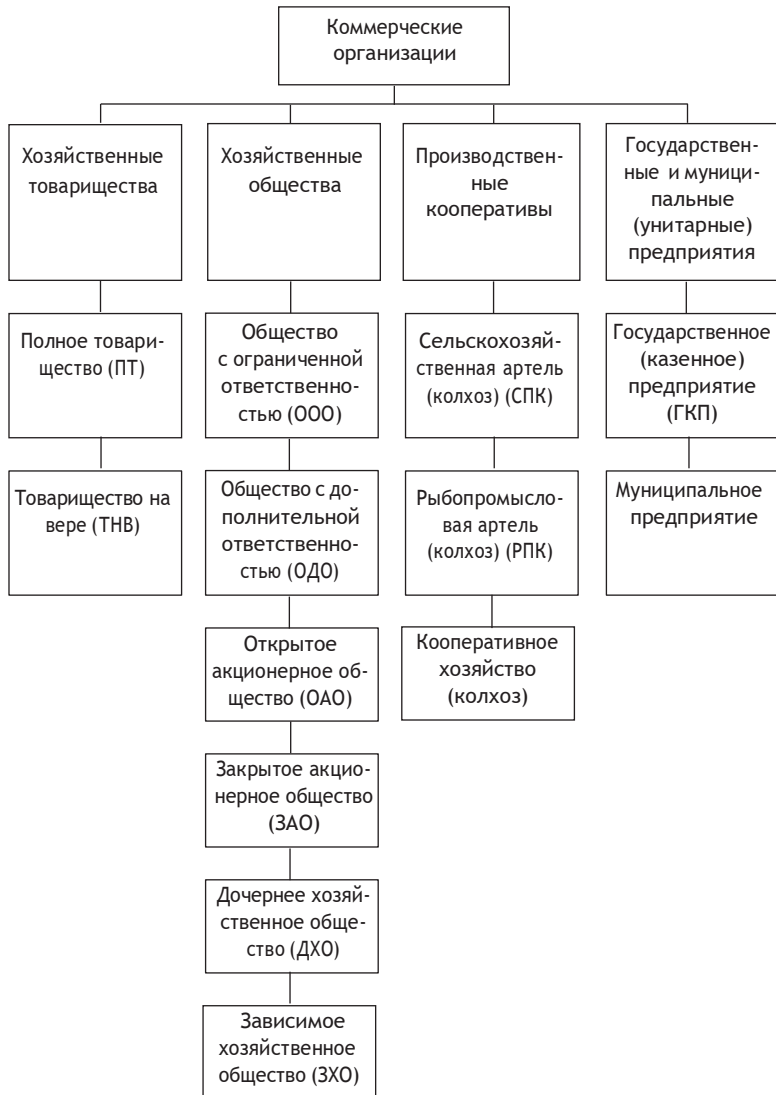 Коммерческие
организации
Хозяйственные
товарищества
Хозяйственные
общества
Производствен-
ные
кооперативы
Государствен-
ные и муници-
пальные
(унитарные)
предприятия
Полное товари-
щество (ПТ)
Общество
с ограниченной
ответственно-
стью (ООО)
Сельскохозяй-
ственная артель
(колхоз) (СПК)
Государственное
(казенное)
предприятие
(ГКП)
Товарищество на
вере (ТНВ)
Общество с до-
полнительной
ответственно-
стью (ОДО)
Рыбопромысло-
вая артель
(колхоз) (РПК)
Муниципальное
предприятие
Открытое
акционерное об-
щество (ОАО)
Кооперативное
хозяйство
(колхоз)
Закрытое акцио-
нерное общество
(ЗАО)
Дочернее хозяй-
ственное обще-
ство (ДХО)
Зависимое
хозяйственное
общество (ЗХО)